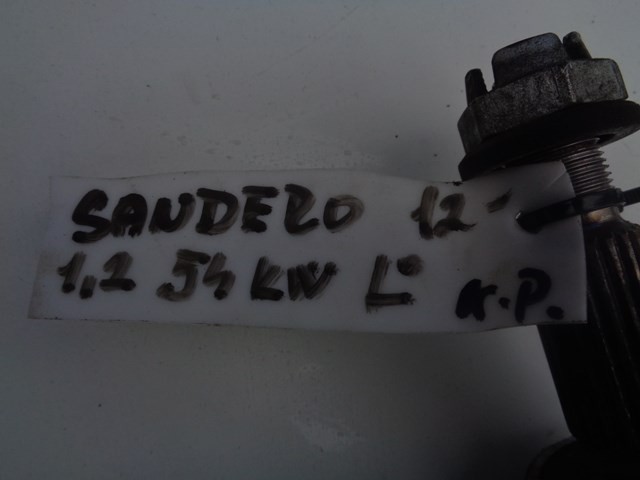 SANDERO 12-
1,2 54 KW L° K.P.